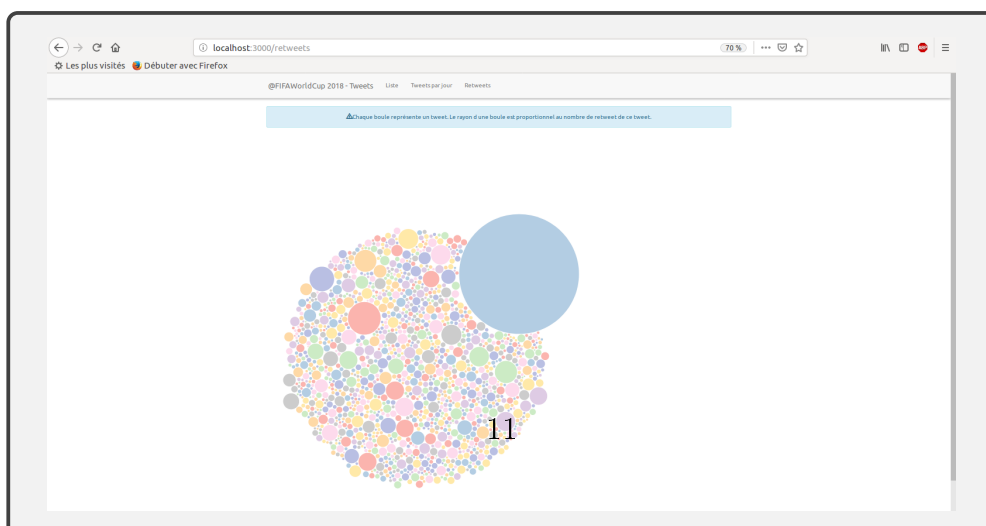 localhost:3000/retweets
70 %
Les plus visités Débuter avec Firefox
@FIFAWorldCup 2018 - Tweets Liste Tweets par jour Retweets
Chaque boule représente un tweet. Le rayon d une boule est proportionnel au nombre de retweet de ce tweet.
11